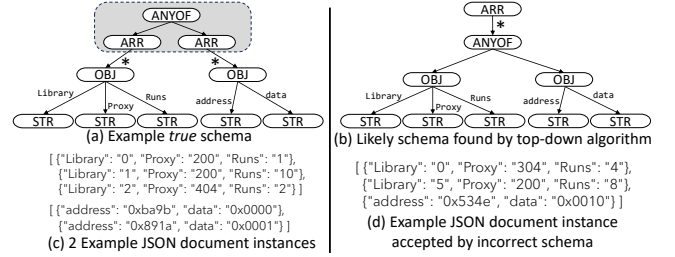 ANYOF
ARR ARR
* *
OBJ OBJ
Library Proxy Runs address data
STR STR STR STR STR
(a) Example true schema
[ {"Library": "0", "Proxy": "200", "Runs": "1"},
{"Library": "1", "Proxy": "200", "Runs": "10"},
{"Library": "2", "Proxy": "404", "Runs": "2"} ]
[ {"address": "0xba9b", "data": "0x0000"},
{"address": "0x891a", "data": "0x0001"} ]
(c) 2 Example JSON document instances
ARR
*
ANYOF
OBJ OBJ
Library Proxy Runs address data
STR STR STR STR STR
(b) Likely schema found by top-down algorithm
[ {"Library": "0", "Proxy": "304", "Runs": "4"},
{"Library": "5", "Proxy": "200", "Runs": "8"},
{"address": "0x534e", "data": "0x0010"} ]
(d) Example JSON document instance
accepted by incorrect schema